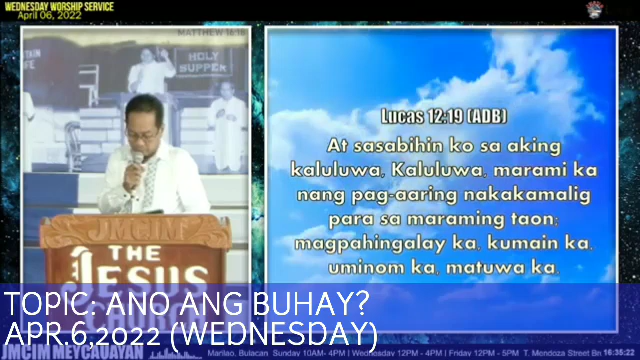 WEDNESDAY WORSHIP SERVICE
April 06, 2022
MATTHEW 16:18
HOLY
SUPPER
JMCIM
THE
JESUS
Lucas 12:19 (ADB)
At sasabihin ko sa aking
kaluluwa, Kaluluwa, marami ka
nang pag-aaring nakakamalig
para sa maraming taon;
magpahingalay ka, kumain ka,
uminom ka, matuwa ka.
TOPIC: ANO ANG BUHAY?
APR.6,2022 (WEDNESDAY)
MCIM MEYCAUAYAN
Marilao, Bulacan Sunday 10AM- 4PM | Wednesday 12PM - 4PM | Friday 12PM - 5PM T. Mendoza Street Bn 16:35:22